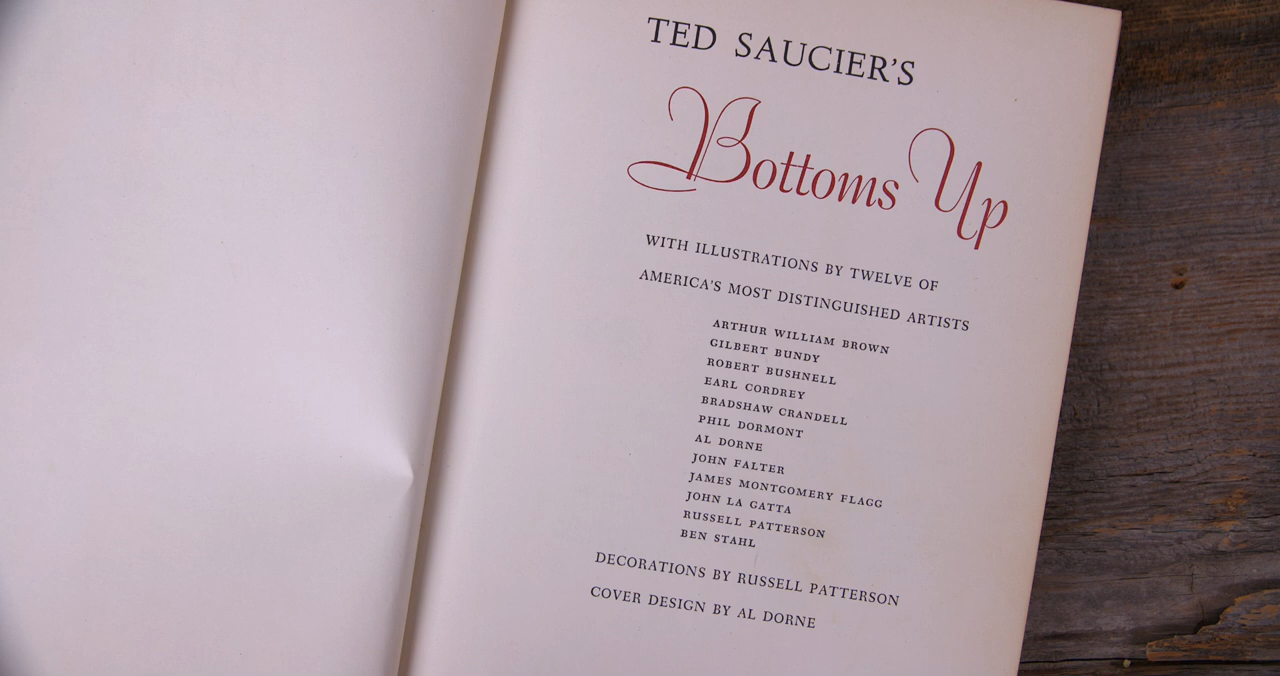 TED SAUCIER'S
Bottoms Up
WITH ILLUSTRATIONS BY TWELVE OF
AMERICA'S MOST DISTINGUISHED ARTISTS
ARTHUR WILLIAM BROWN
GILBERT BUNDY
ROBERT BUSHNELL
EARL CORDREY
BRADSHAW CRANDELL
PHIL DORMONT
AL DORNE
JOHN FALTER
JAMES MONTGOMERY FLAGG
JOHN LA GATTA
RUSSELL PATTERSON
BEN STAHL
DECORATIONS BY RUSSELL PATTERSON
COVER DESIGN BY AL DORNE